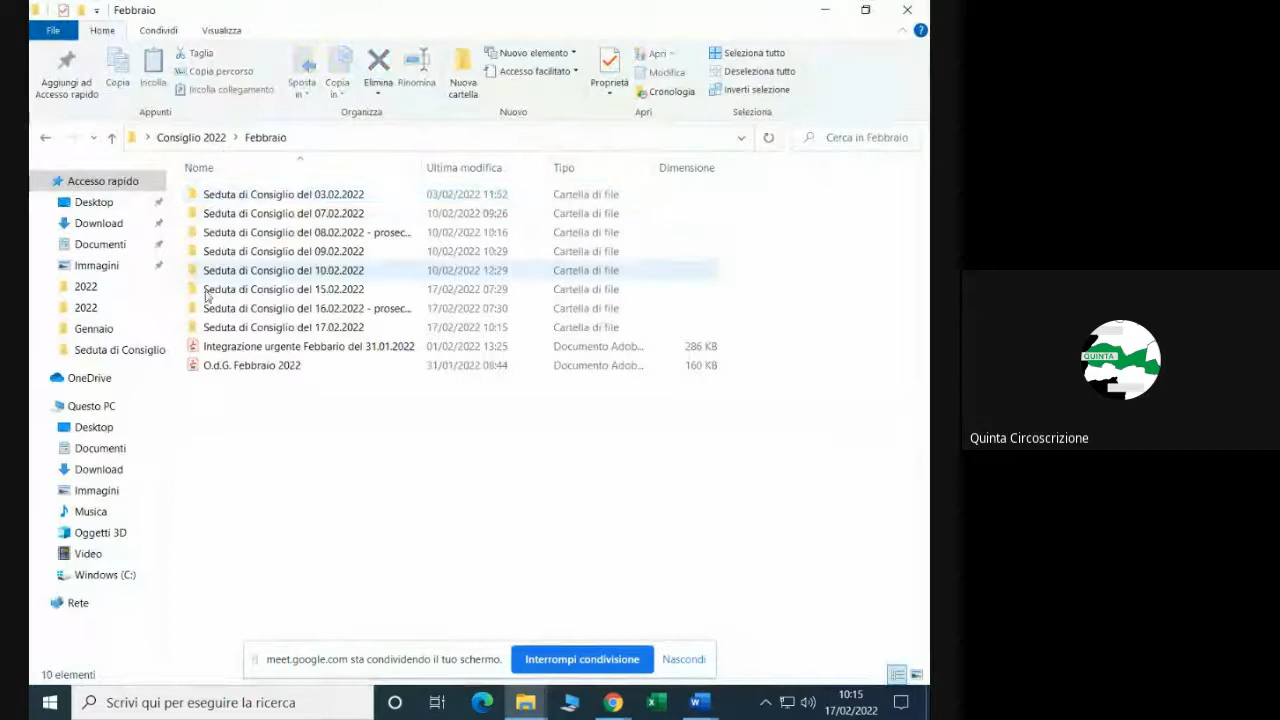 Febbraio
File Home Condividi Visualizza
Aggiungi ad Accesso rapido
Copia
Incolla
Taglia
Copia percorso
Incolla collegamento
Appunti
Sposta in
Copia in
Elimina
Rinomina
Organizza
Nuova cartella
Nuovo elemento
Accesso facilitato
Nuovo
Proprietà
Apri
Modifica
Cronologia
Apri
Seleziona tutto
Deseleziona tutto
Inverti selezione
Seleziona
Consiglio 2022 > Febbraio
Cerca in Febbraio
Nome Ultima modifica Tipo Dimensione
Seduta di Consiglio del 03.02.2022 03/02/2022 11:52 Cartella di file
Seduta di Consiglio del 07.02.2022 10/02/2022 09:26 Cartella di file
Seduta di Consiglio del 08.02.2022 - prosec... 10/02/2022 10:16 Cartella di file
Seduta di Consiglio del 09.02.2022 10/02/2022 10:29 Cartella di file
Seduta di Consiglio del 10.02.2022 10/02/2022 12:29 Cartella di file
Seduta di Consiglio del 15.02.2022 17/02/2022 07:29 Cartella di file
Seduta di Consiglio del 16.02.2022 - prosec... 17/02/2022 07:30 Cartella di file
Seduta di Consiglio del 17.02.2022 17/02/2022 10:15 Cartella di file
Integrazione urgente Febbario del 31.01.2022 01/02/2022 13:25 Documento Adob... 286 KB
O.d.G. Febbraio 2022 31/01/2022 08:44 Documento Adob... 160 KB
Accesso rapido
Desktop
Download
Documenti
Immagini
2022
2022
Gennaio
Seduta di Consiglio
OneDrive
Questo PC
Desktop
Documenti
Download
Immagini
Musica
Oggetti 3D
Video
Windows (C:)
Rete
10 elementi
meet.google.com sta condividendo il tuo schermo.
Interrompi condivisione
Nascondi
Scrivi qui per eseguire la ricerca
10:15
17/02/2022
QUINTA
Quinta Circoscrizione